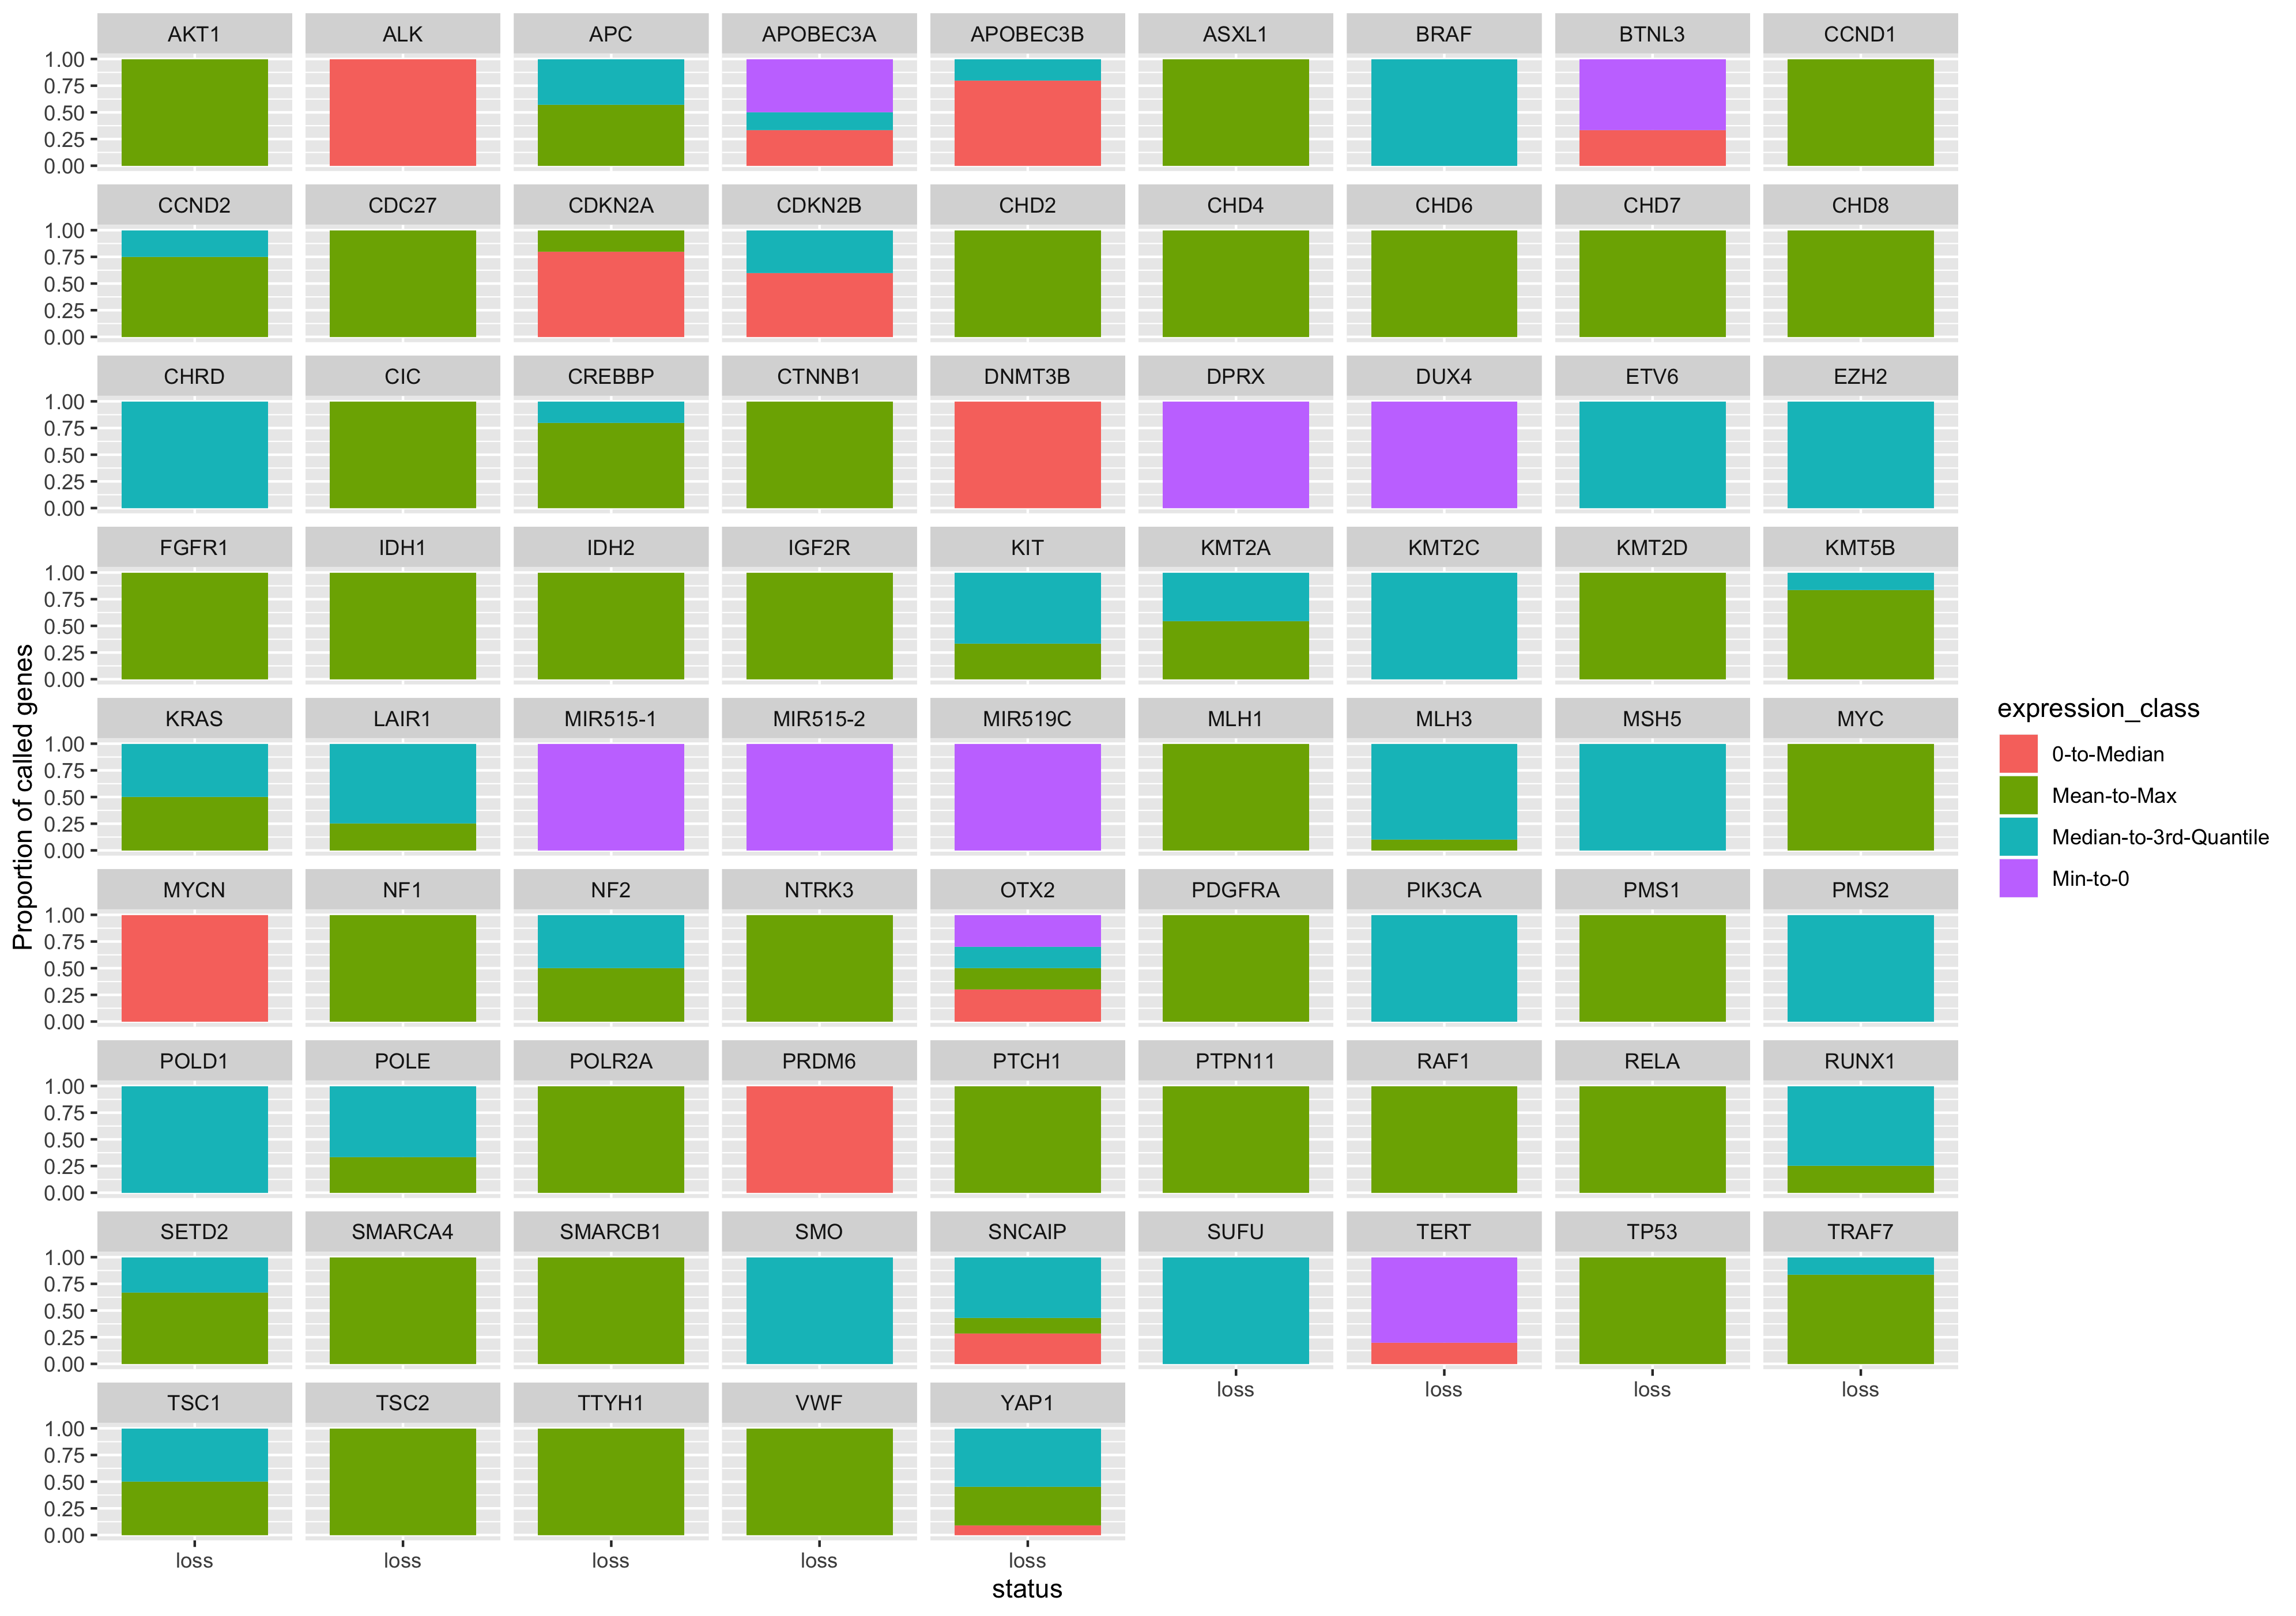 AKT1 ALK APC APOBEC3A APOBEC3B ASXL1 BRAF BTNL3 CCND1
1.00
0.75
0.50
0.25
0.00
CCND2 CDC27 CDKN2A CDKN2B CHD2 CHD4 CHD6 CHD7 CHD8
1.00
0.75
0.50
0.25
0.00
CHRD CIC CREBBP CTNNB1 DNMT3B DPRX DUX4 ETV6 EZH2
1.00
0.75
0.50
0.25
0.00
FGFR1 IDH1 IDH2 IGF2R KIT KMT2A KMT2C KMT2D KMT5B
1.00
0.75
0.50
0.25
0.00
KRAS LAIR1 MIR515-1 MIR515-2 MIR519C MLH1 MLH3 MSH5 MYC
1.00
0.75
0.50
0.25
0.00
MYCN NF1 NF2 NTRK3 OTX2 PDGFRA PIK3CA PMS1 PMS2
1.00
0.75
0.50
0.25
0.00
POLD1 POLE POLR2A PRDM6 PTCH1 PTPN11 RAF1 RELA RUNX1
1.00
0.75
0.50
0.25
0.00
SETD2 SMARCA4 SMARCB1 SMO SNCAIP SUFU TERT TP53 TRAF7
1.00
0.75
0.50
0.25
0.00
loss loss loss loss
TSC1 TSC2 TTYH1 VWF YAP1
1.00
0.75
0.50
0.25
0.00
loss loss loss loss loss
status
Proportion of called genes
expression_class
0-to-Median
Mean-to-Max
Median-to-3rd-Quantile
Min-to-0